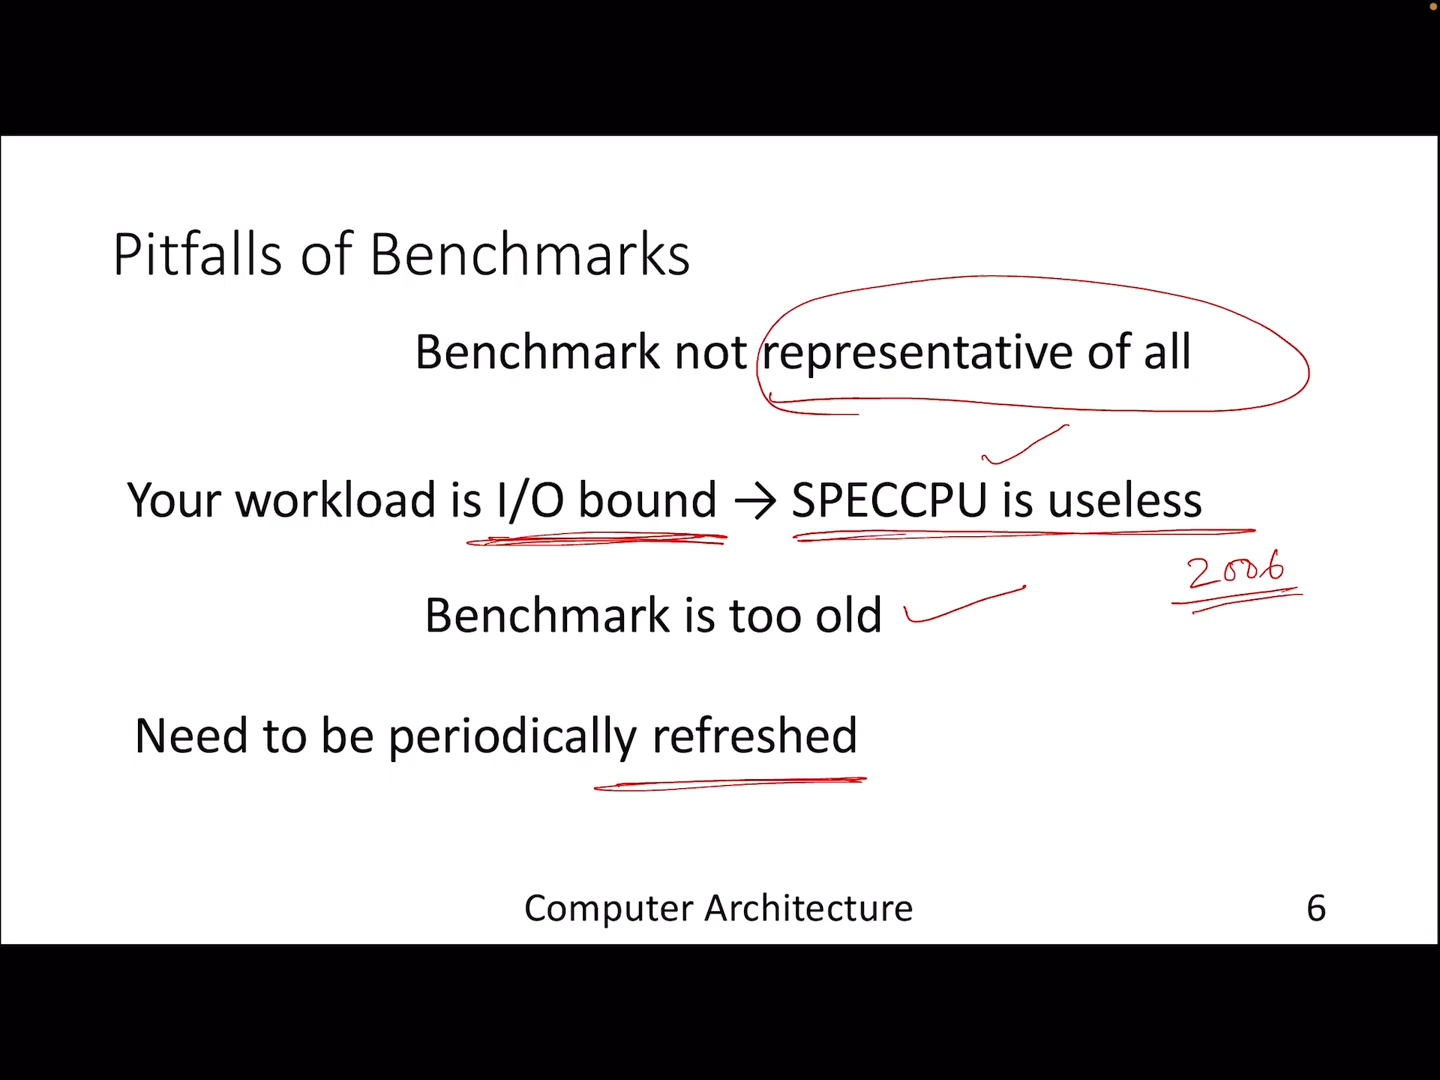 Pitfalls of Benchmarks
Benchmark not representative of all
Your workload is I/O bound → SPECCPU is useless
2006
Benchmark is too old
Need to be periodically refreshed
Computer Architecture
6